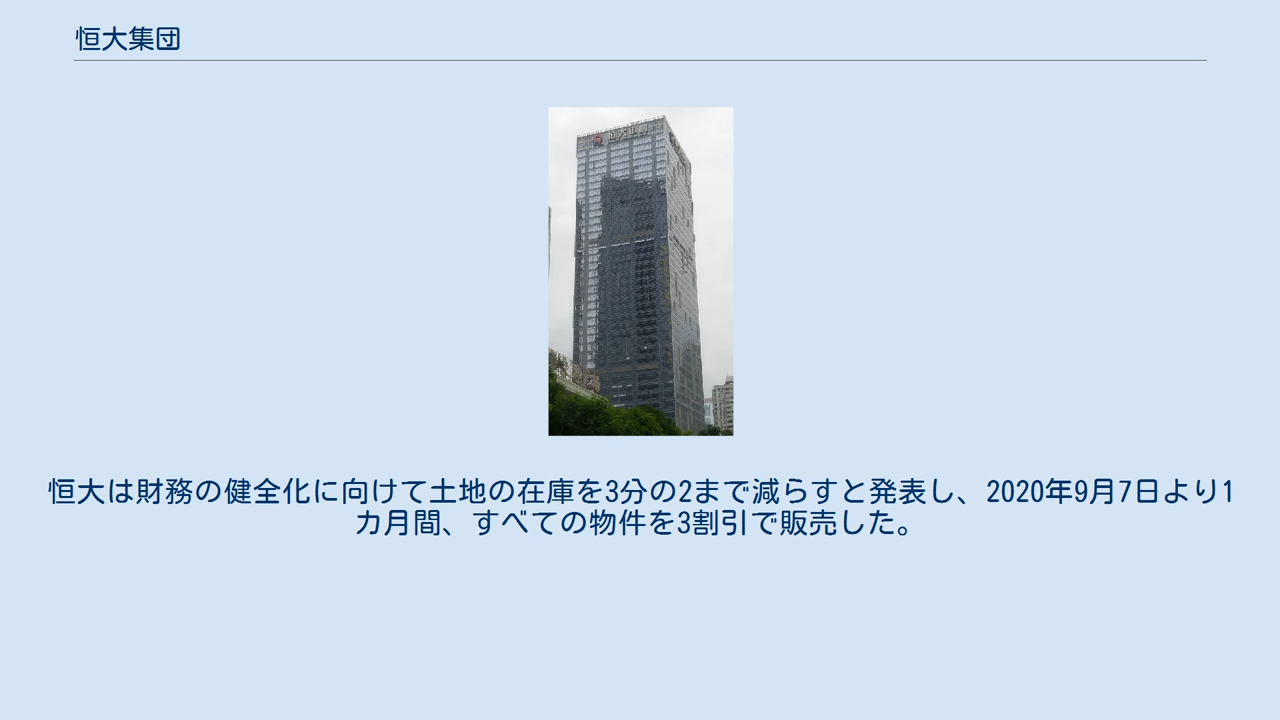 恒大集団
恒大は財務の健全化に向けて土地の在庫を3分の2まで減らすと発表し、2020年9月7日より1
カ月間、すべての物件を3割引で販売した。